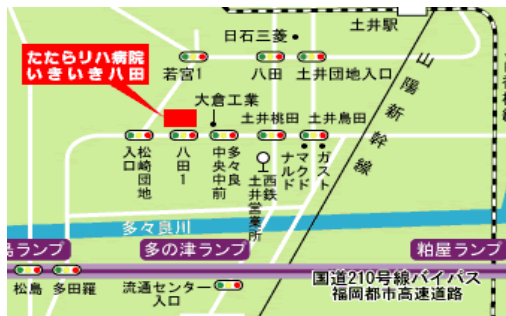 土井駅
日石三菱
たたらリハ病院
いきいき八田
若宮1
八田
土井団地入口
山陽新幹線
大倉工業
土井桃田
土井鳥田
松崎団地
入口
八田1
多々良
中央中前
西鉄
土井営業所
マクド
ナルド
ガスト
多々良川
島ランプ
多の津ランプ
粕屋ランプ
松島
多田羅
流通センター
入口
国道210号線バイパス
福岡都市高速道路